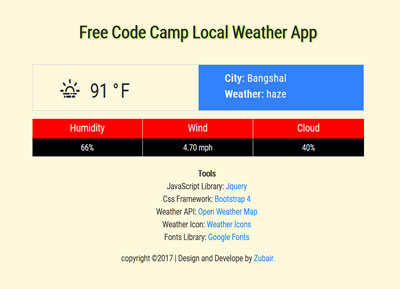 Free Code Camp Local Weather App
91 °F
City: Bangshal
Weather: haze
Humidity Wind Cloud
66% 4.70 mph 40%
Tools
JavaScript Library: Jquery
Css Framework: Bootstrap 4
Weather API: Open Weather Map
Weather Icon: Weather Icons
Fonts Library: Google Fonts
copyright ©2017 | Design and Develope by Zubair.